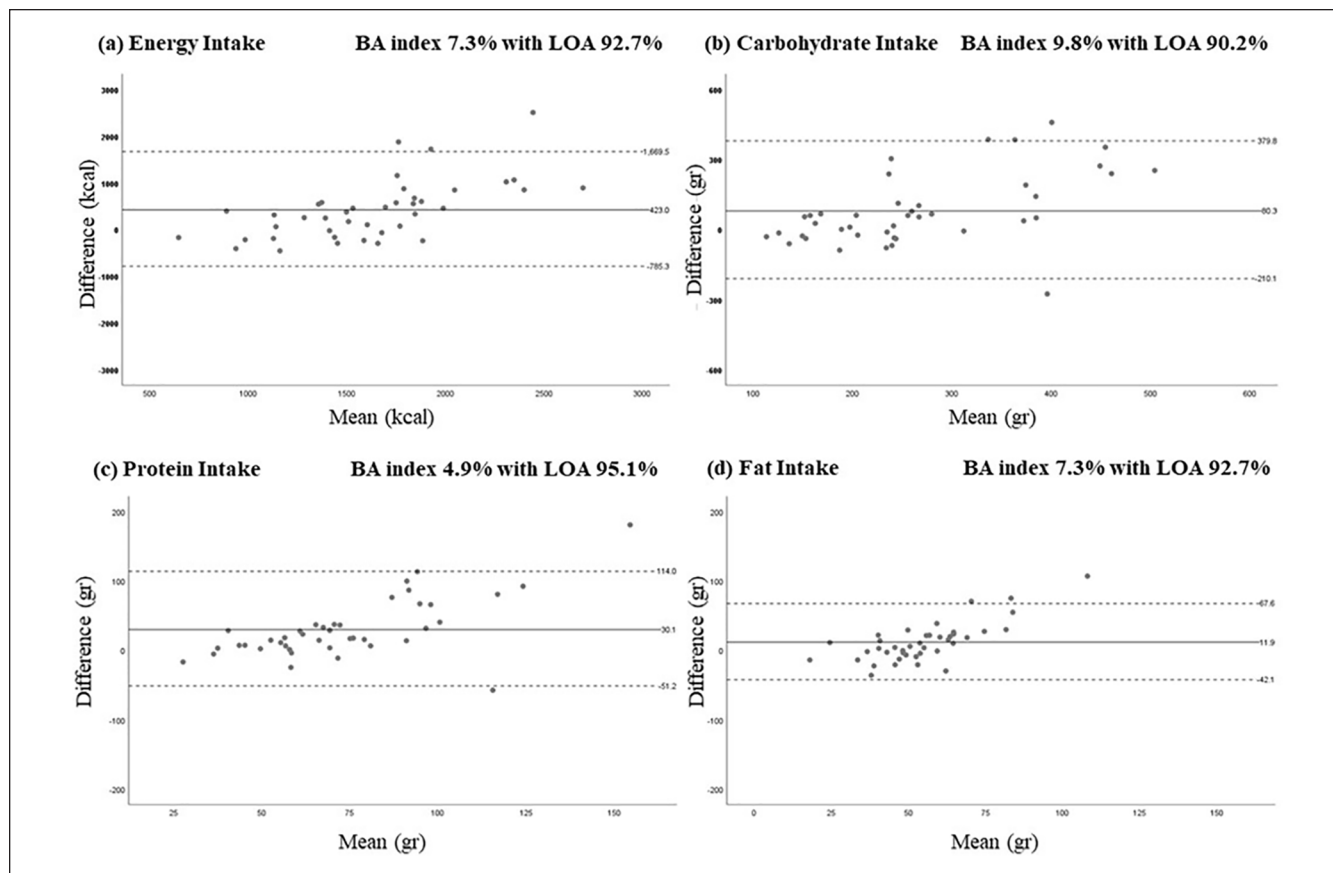 (a) Energy Intake BA index 7.3% with LOA 92.7%
3000
2000
1000
0
-1000
-2000
-3000
Difference (kcal)
1,669.5
423.0
-785.3
500 1000 1500 2000 2500 3000
Mean (kcal)
(b) Carbohydrate Intake BA index 9.8% with LOA 90.2%
600
300
0
-300
-600
Difference (gr)
379.8
80.3
-210.1
100 200 300 400 500 600
Mean (gr)
(c) Protein Intake BA index 4.9% with LOA 95.1%
200
100
0
-100
-200
Difference (gr)
114.0
30.1
-51.2
25 50 75 100 125 150
Mean (gr)
(d) Fat Intake BA index 7.3% with LOA 92.7%
200
100
0
-100
-200
Difference (gr)
67.6
11.9
-42.1
0 25 50 75 100 125 150
Mean (gr)